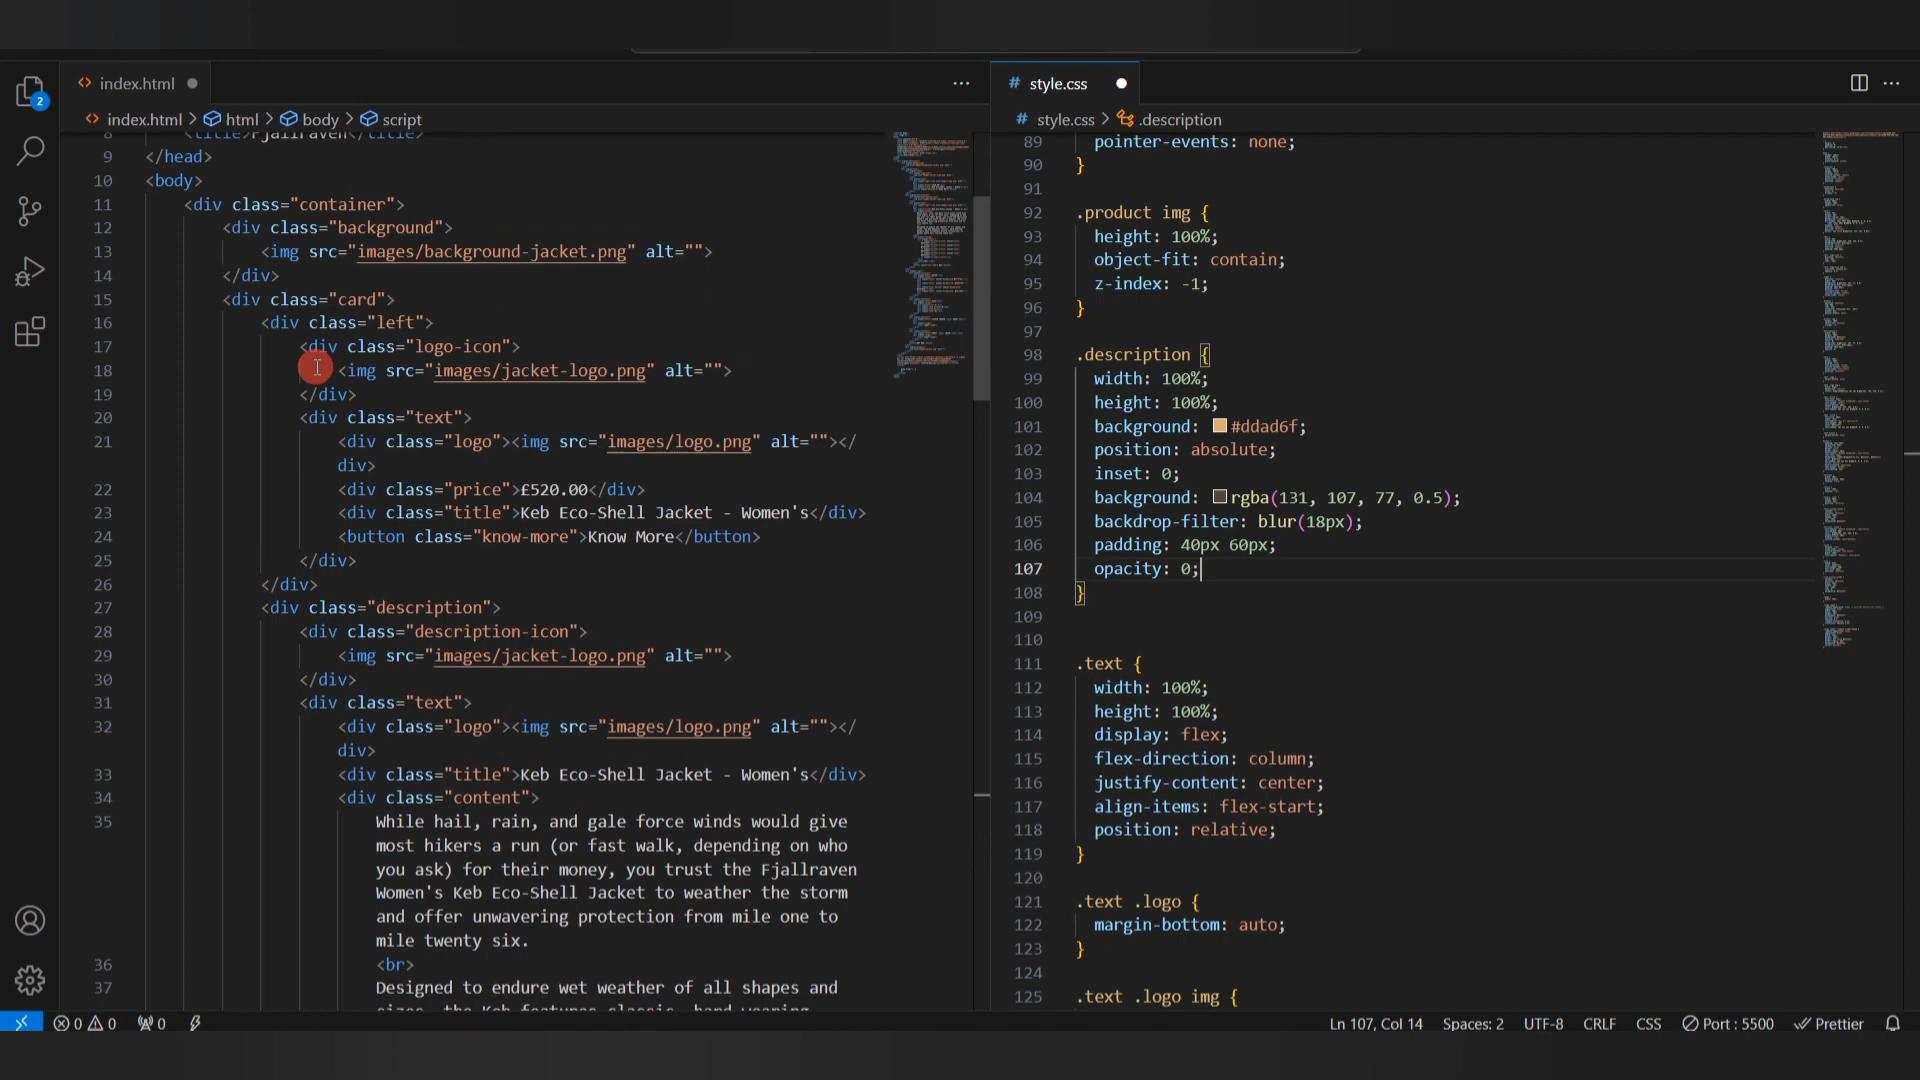 index.html
index.html > html > body > script
8 <title>Fjallraven</title>
9 </head>
10 <body>
11 <div class="container">
12 <div class="background">
13 <img src="images/background-jacket.png" alt="">
14 </div>
15 <div class="card">
16 <div class="left">
17 <div class="logo-icon">
18 <img src="images/jacket-logo.png" alt="">
19 </div>
20 <div class="text">
21 <div class="logo"><img src="images/logo.png" alt=""></
div>
22 <div class="price">£520.00</div>
23 <div class="title">Keb Eco-Shell Jacket - Women's</div>
24 <button class="know-more">Know More</button>
25 </div>
26 </div>
27 <div class="description">
28 <div class="description-icon">
29 <img src="images/jacket-logo.png" alt="">
30 </div>
31 <div class="text">
32 <div class="logo"><img src="images/logo.png" alt=""></
div>
33 <div class="title">Keb Eco-Shell Jacket - Women's</div>
34 <div class="content">
35 While hail, rain, and gale force winds would give
most hikers a run (or fast walk, depending on who
you ask) for their money, you trust the Fjallraven
Women's Keb Eco-Shell Jacket to weather the storm
and offer unwavering protection from mile one to
mile twenty six.
36 <br>
37 Designed to endure wet weather of all shapes and
style.css
style.css > .description
89 pointer-events: none;
90 }
91
92 .product img {
93 height: 100%;
94 object-fit: contain;
95 z-index: -1;
96 }
97
98 .description {
99 width: 100%;
100 height: 100%;
101 background: #ddad6f;
102 position: absolute;
103 inset: 0;
104 background: rgba(131, 107, 77, 0.5);
105 backdrop-filter: blur(18px);
106 padding: 40px 60px;
107 opacity: 0;
108 }
109
110
111 .text {
112 width: 100%;
113 height: 100%;
114 display: flex;
115 flex-direction: column;
116 justify-content: center;
117 align-items: flex-start;
118 position: relative;
119 }
120
121 .text .logo {
122 margin-bottom: auto;
123 }
124
125 .text .logo img {
2
0 0 0 Ln 107, Col 14 Spaces: 2 UTF-8 CRLF CSS Port : 5500 Prettier